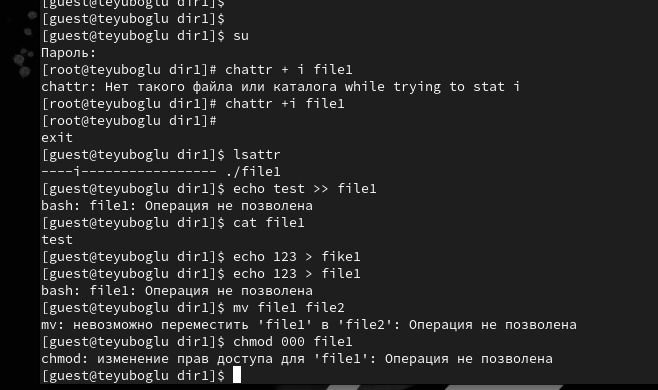 [guest@teyuboglu dir1]$
[guest@teyuboglu dir1]$
[guest@teyuboglu dir1]$ su
Пароль:
[root@teyuboglu dir1]# chattr + i file1
chattr: Нет такого файла или каталога while trying to stat i
[root@teyuboglu dir1]# chattr +i file1
[root@teyuboglu dir1]#
exit
[guest@teyuboglu dir1]$ lsattr
----i----------------- ./file1
[guest@teyuboglu dir1]$ echo test >> file1
bash: file1: Операция не позволена
[guest@teyuboglu dir1]$ cat file1
test
[guest@teyuboglu dir1]$ echo 123 > fike1
[guest@teyuboglu dir1]$ echo 123 > file1
bash: file1: Операция не позволена
[guest@teyuboglu dir1]$ mv file1 file2
mv: невозможно переместить 'file1' в 'file2': Операция не позволена
[guest@teyuboglu dir1]$ chmod 000 file1
chmod: изменение прав доступа для 'file1': Операция не позволена
[guest@teyuboglu dir1]$